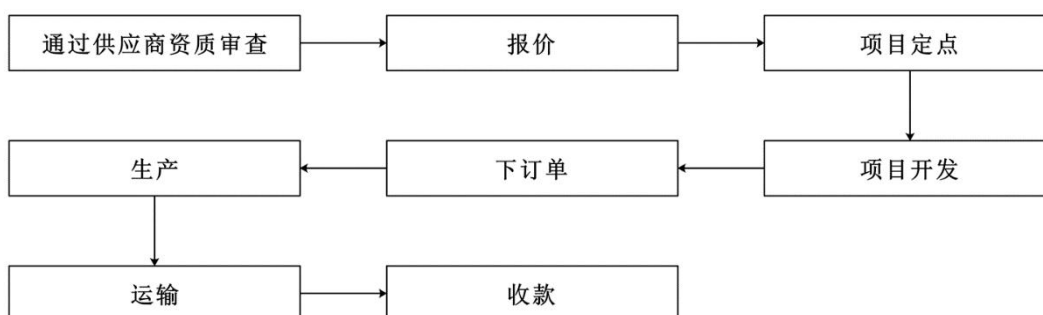 通过供应商资质审查
报价
项目定点
项目开发
下订单
生产
运输
收款